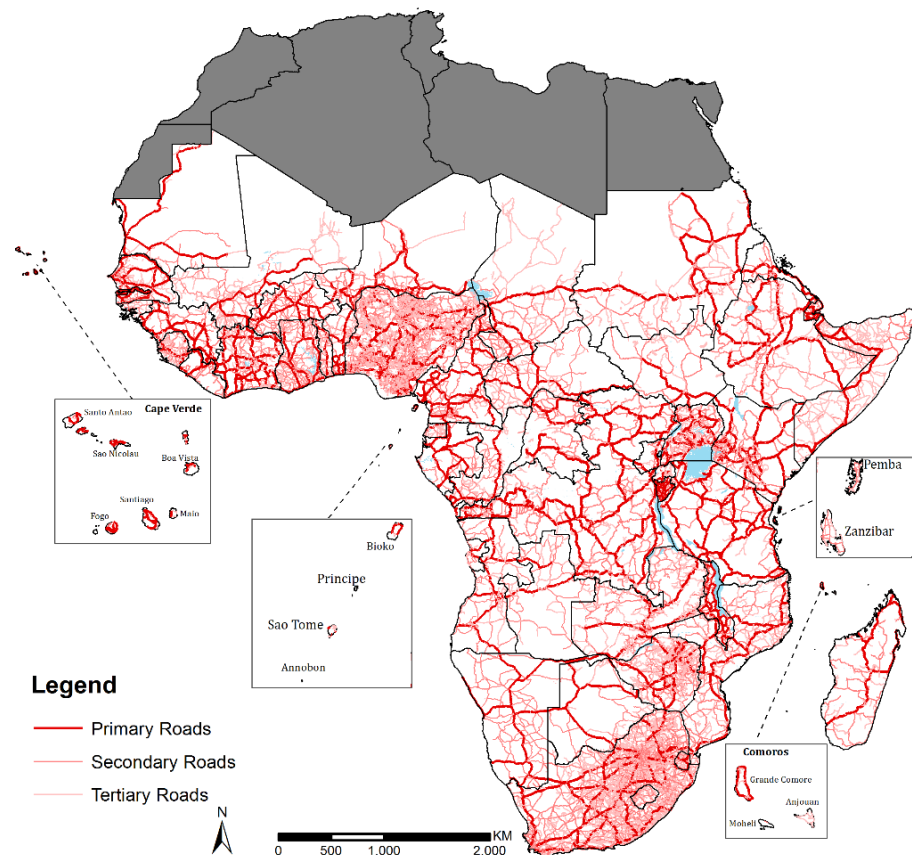 Cape Verde
Santo Antao
Sao Nicolau
Boa Vista
Santiago
Fogo
Maio
Bioko
Principe
Sao Tome
Annobon
Pemba
Zanzibar
Comoros
Grande Comore
Anjouan
Moheli
Legend
Primary Roads
Secondary Roads
Tertiary Roads
N
KM
0 500 1.000 2.000